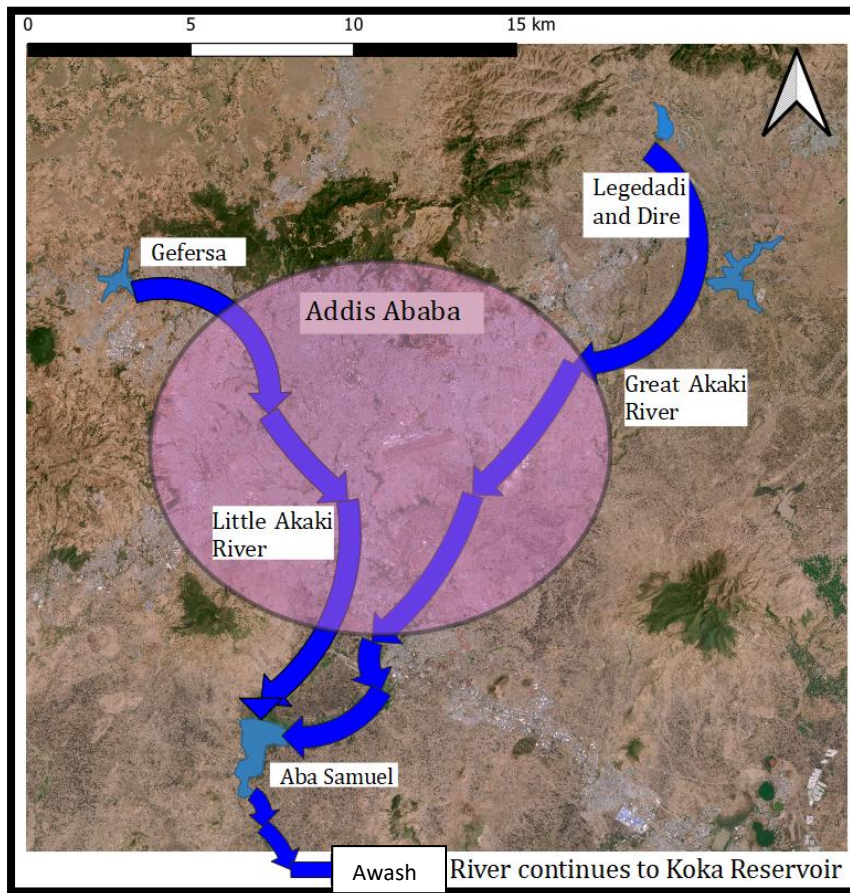 0 5 10 15 km
Legedadi
and Dire
Gefersa
Addis Ababa
Great Akaki
River
Little Akaki
River
Aba Samuel
Awash River continues to Koka Reservoir